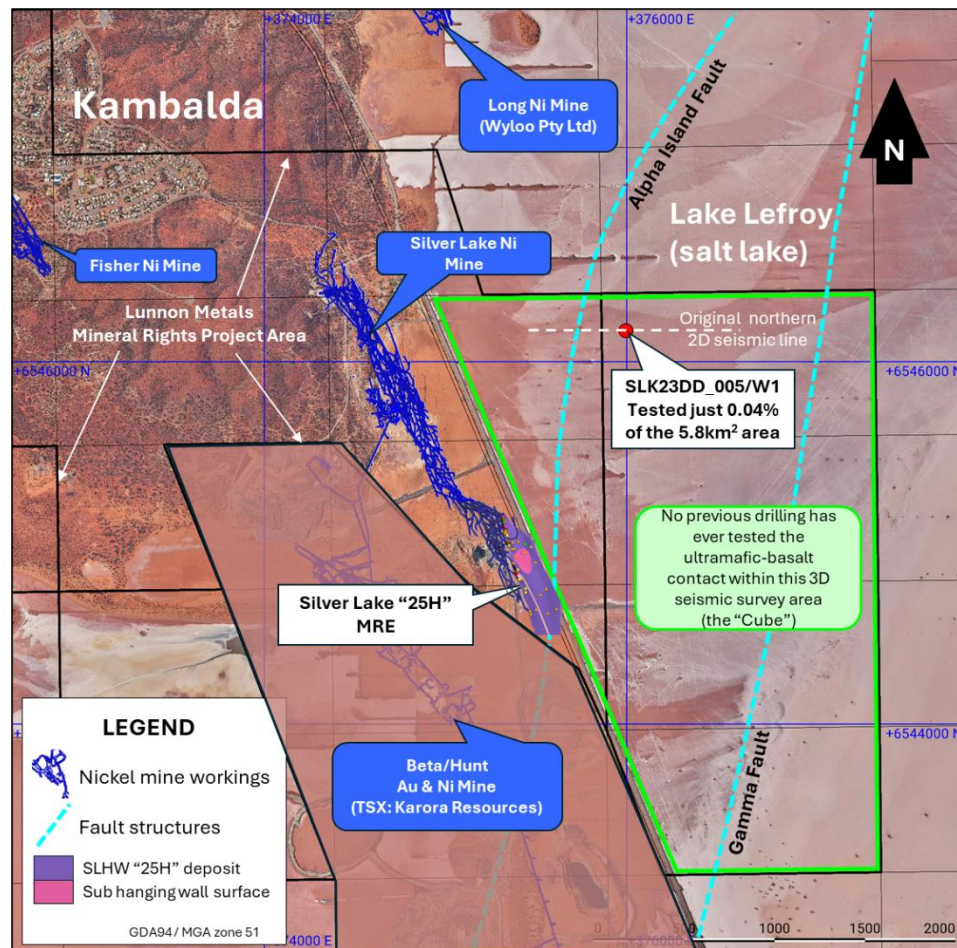 +374000 E
+376000 E
Kambalda
Long Ni Mine
(Wyloo Pty Ltd)
Alpha Island Fault
N
Lake Lefroy
(salt lake)
Silver Lake Ni
Mine
Fisher Ni Mine
Lunnon Metals
Mineral Rights Project Area
Original northern
2D seismic line
+6546000 N
+6546000 N
SLK23DD_005/W1
Tested just 0.04%
of the 5.8km² area
No previous drilling has
ever tested the
ultramafic-basalt
contact within this 3D
seismic survey area
(the “Cube”)
Silver Lake “25H”
MRE
+6544000 N
Gamma Fault
Beta/Hunt
Au & Ni Mine
(TSX: Karora Resources)
LEGEND
Nickel mine workings
Fault structures
SLHW “25H” deposit
Sub hanging wall surface
GDA94 / MGA zone 51
+374000 E
+376000 E
500
1000
1500
2000